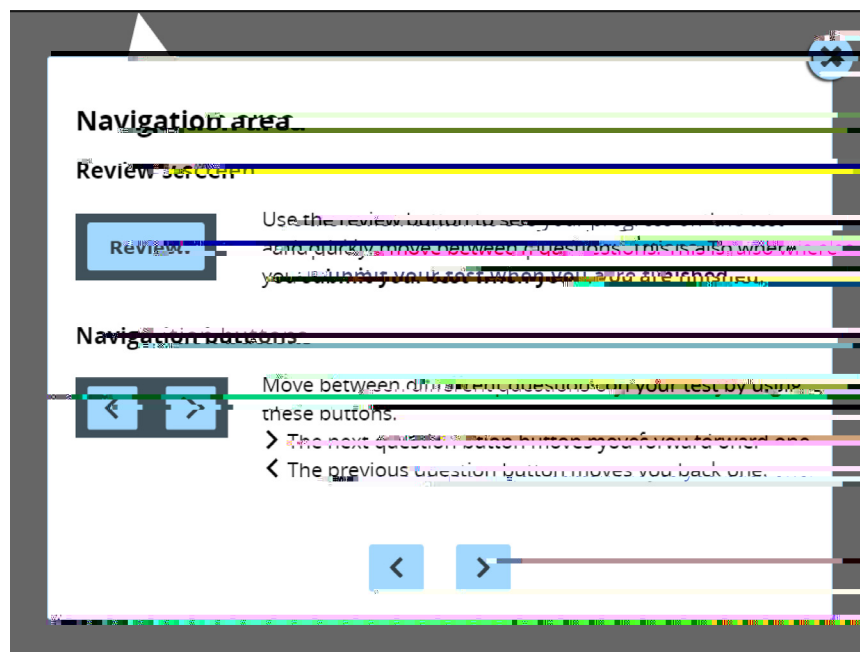 Navigation area
Review screen
Review
Use the review button to see your progress on the test
and quickly move between questions. This is also where
you submit your test when you are finished.
Navigation buttons
Move between different questions on your test by using
these buttons.
The next question button moves you forward one.
The previous question button moves you back one.